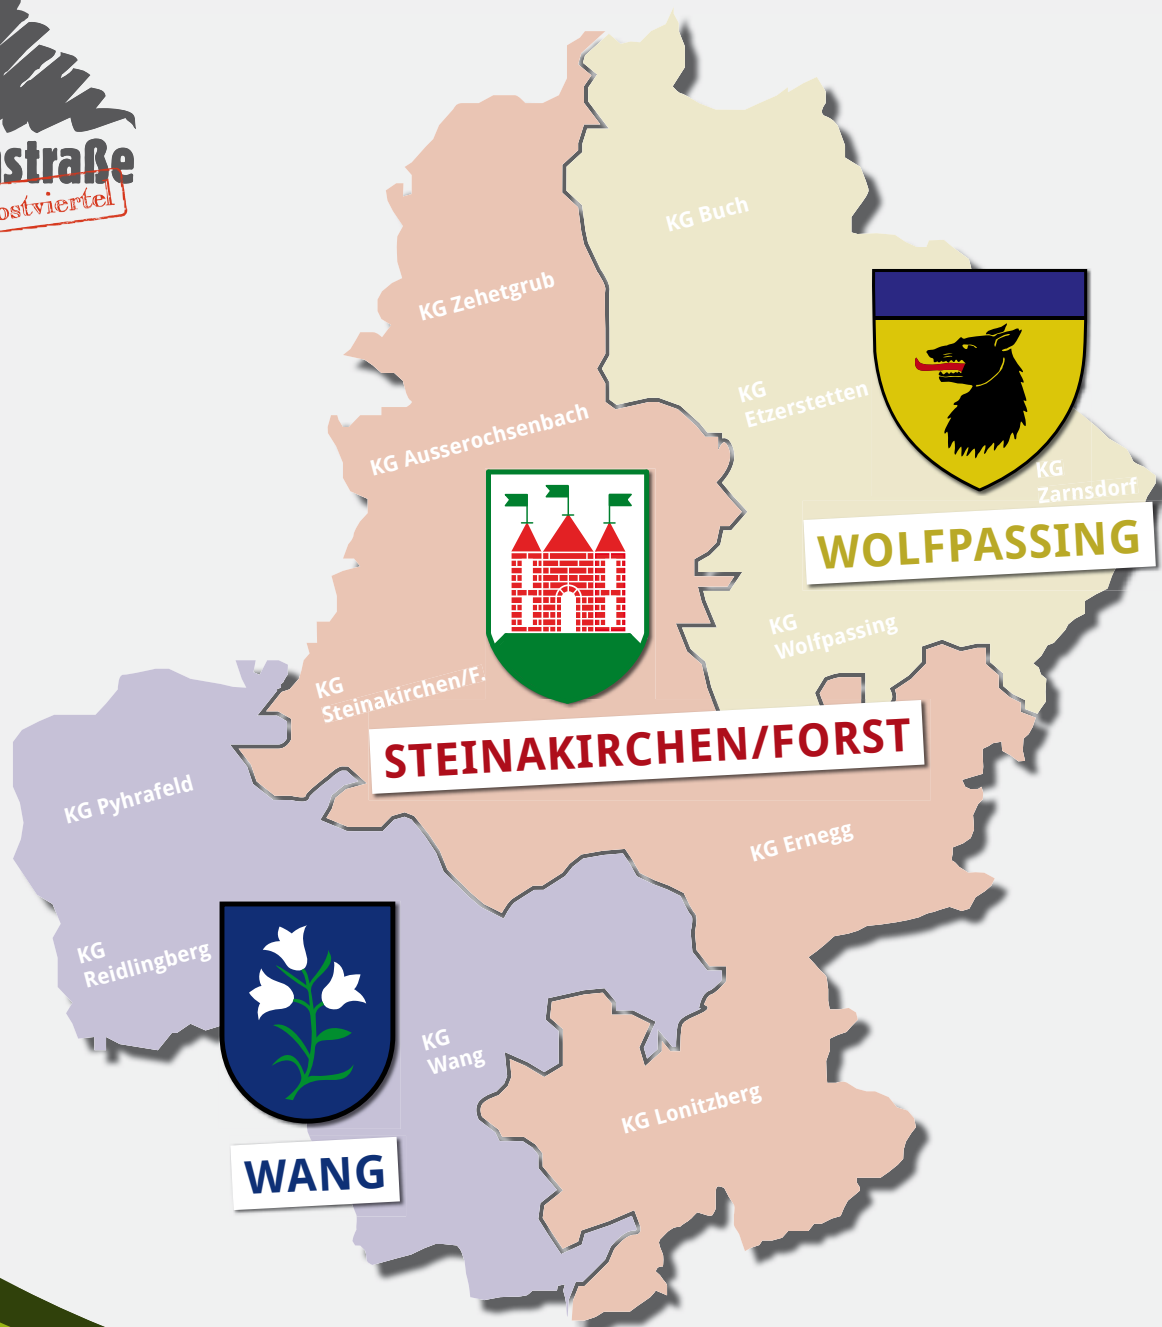 nstraße
ostviertel
KG Buch
KG Zehetgrub
KG
Etzerstetten
KG Ausserochsenbach
KG
Zarnsdorf
WOLFPASSING
KG
Wolfpassing
KG
Steinakirchen/F.
STEINAKIRCHEN/FORST
KG Pyhrafeld
KG Ernegg
KG
Reidlingberg
KG
Wang
KG Lonitzberg
WANG